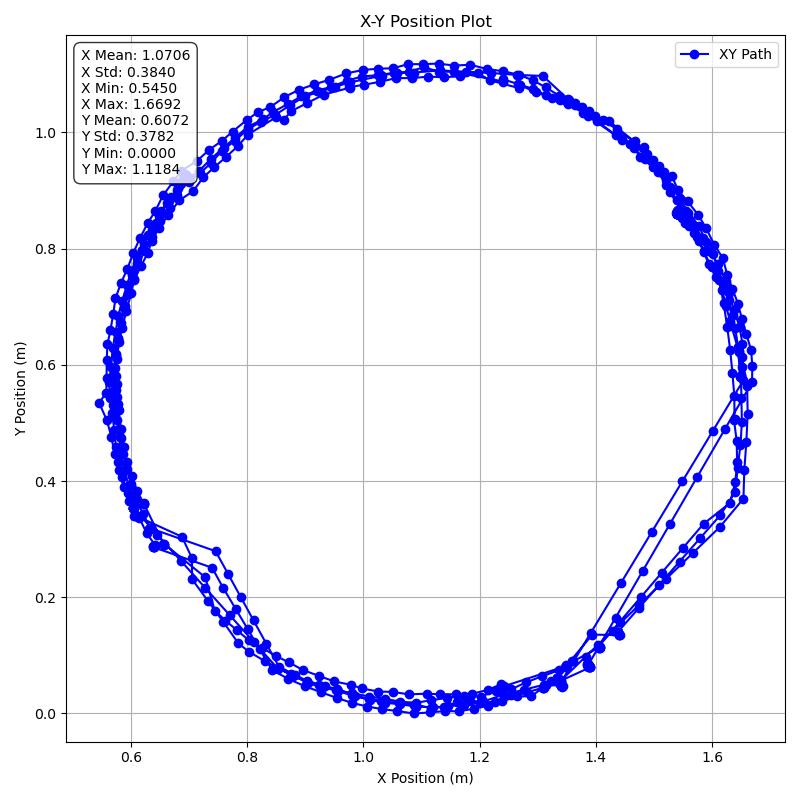 X-Y Position Plot
X Mean: 1.0706
X Std: 0.3840
X Min: 0.5450
X Max: 1.6692
Y Mean: 0.6072
Y Std: 0.3782
Y Min: 0.0000
Y Max: 1.1184
XY Path
1.0
0.8
0.6
0.4
0.2
0.0
Y Position (m)
0.6 0.8 1.0 1.2 1.4 1.6
X Position (m)